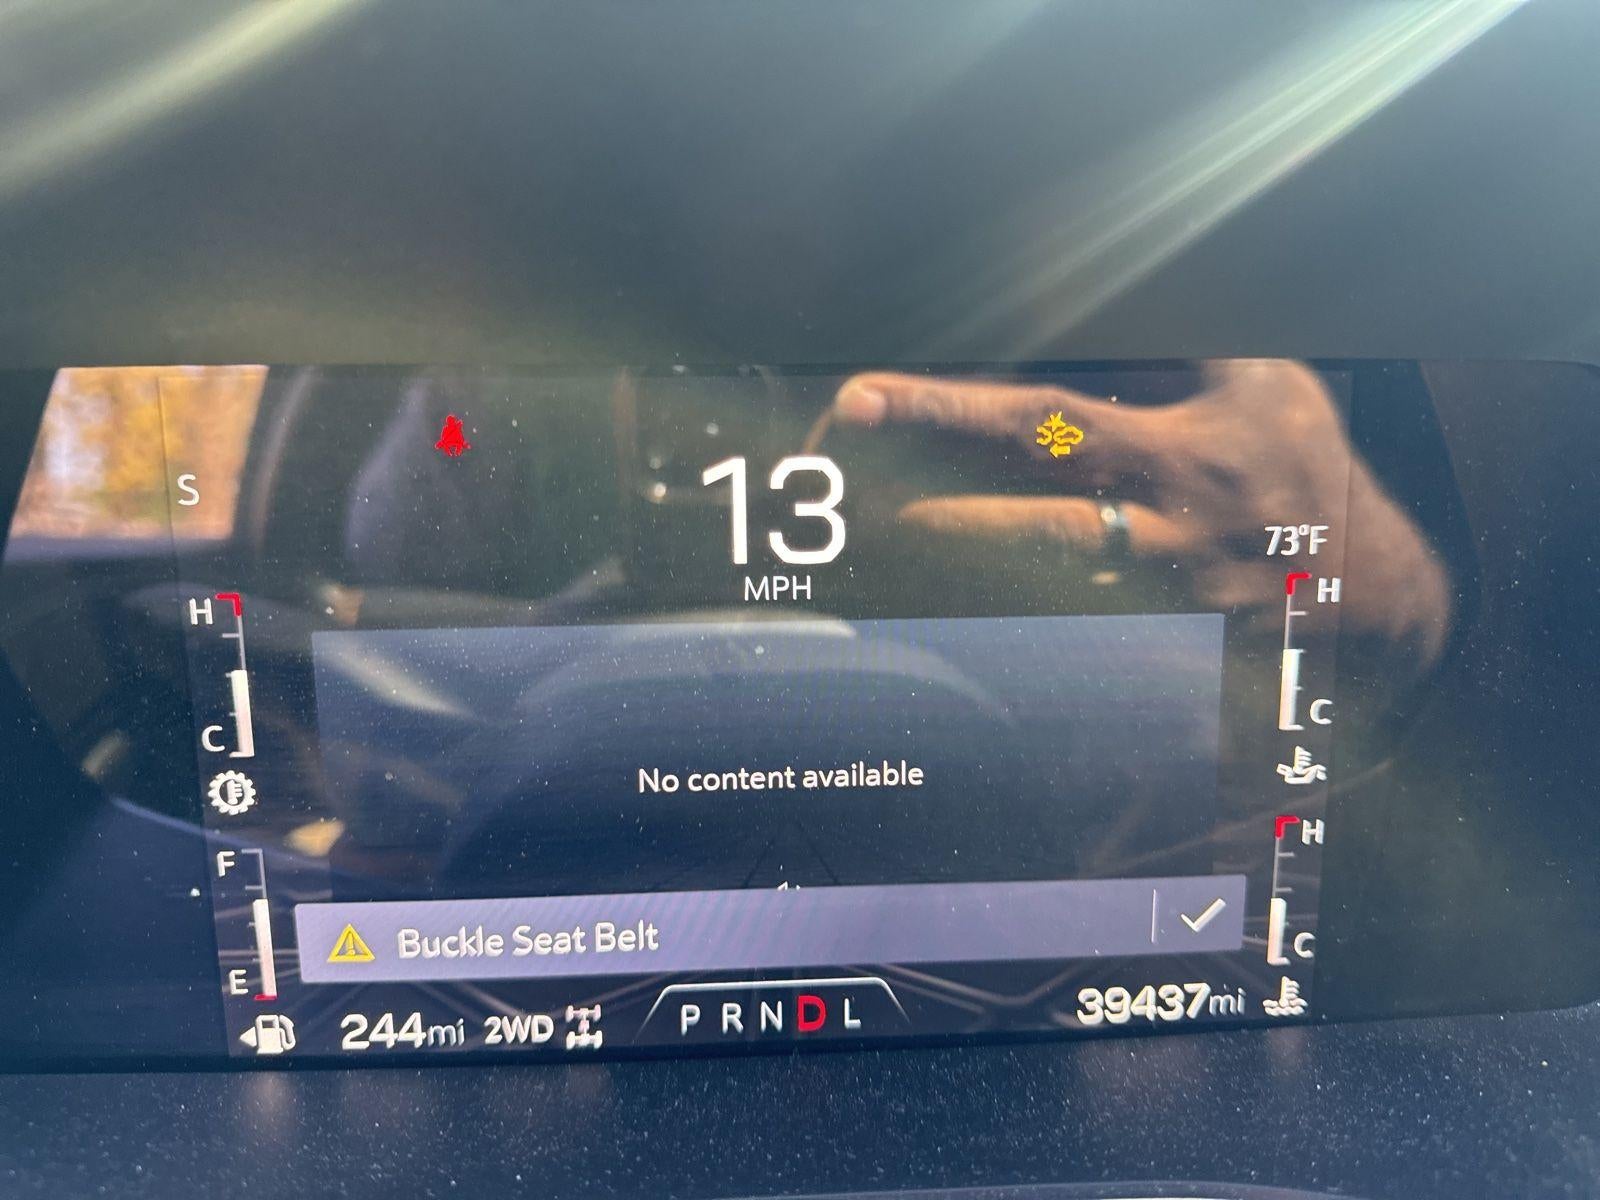 S
13
MPH
73°F
H
H
C
C
No content available
F
H
Buckle Seat Belt
C
E
244mi 2WD
P R N D L
39437mi